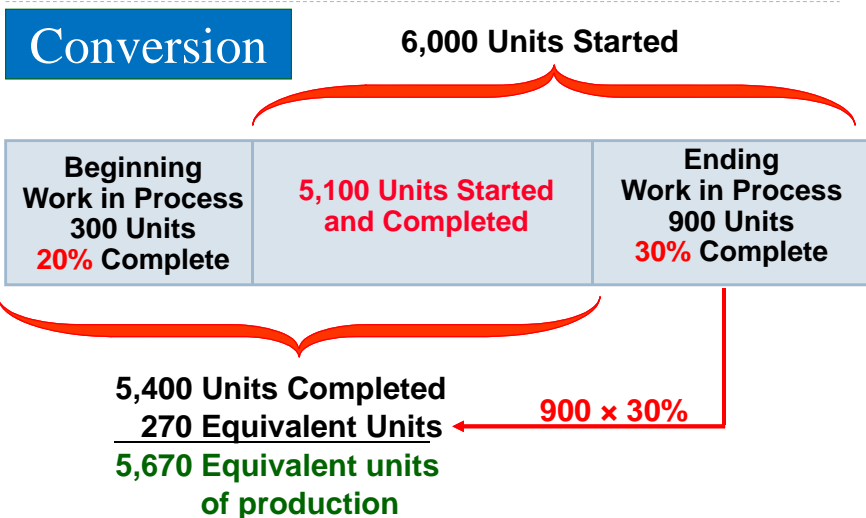 Conversion
6,000 Units Started
Beginning
Work in Process
300 Units
20% Complete
5,100 Units Started
and Completed
Ending
Work in Process
900 Units
30% Complete
5,400 Units Completed
270 Equivalent Units
900 × 30%
5,670 Equivalent units
of production